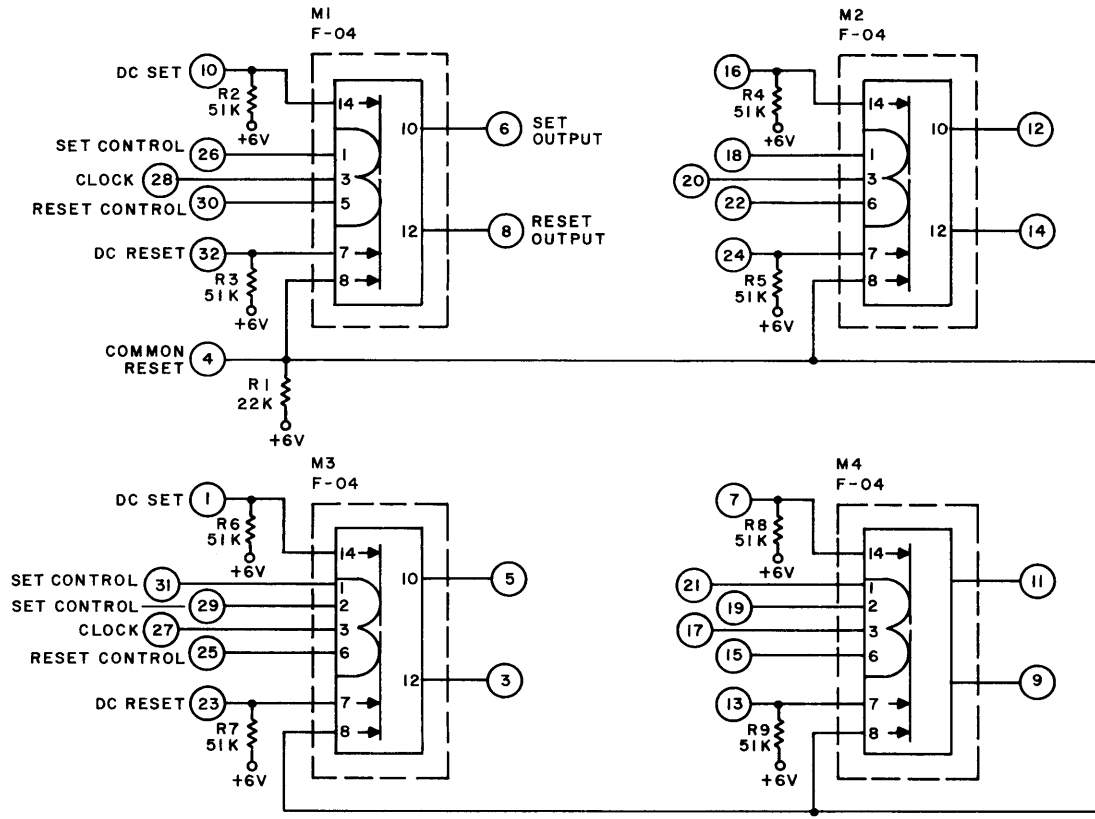 M1
F-04
DC SET
10
R2
51K
+6V
14
10
6
SET
OUTPUT
SET CONTROL
26
1
CLOCK
28
3
RESET CONTROL
30
5
12
8
RESET
OUTPUT
DC RESET
32
R3
51K
+6V
7
8
COMMON
RESET
4
R1
22K
+6V
M2
F-04
16
R4
51K
+6V
14
10
12
18
1
20
3
22
6
12
14
24
R5
51K
+6V
7
8
M3
F-04
DC SET
1
R6
51K
+6V
14
SET CONTROL
31
1
10
5
SET CONTROL
29
2
CLOCK
27
3
RESET CONTROL
25
6
12
3
DC RESET
23
R7
51K
+6V
7
8
M4
F-04
7
R8
51K
+6V
14
21
1
11
19
2
17
3
15
6
9
13
R9
51K
+6V
7
8